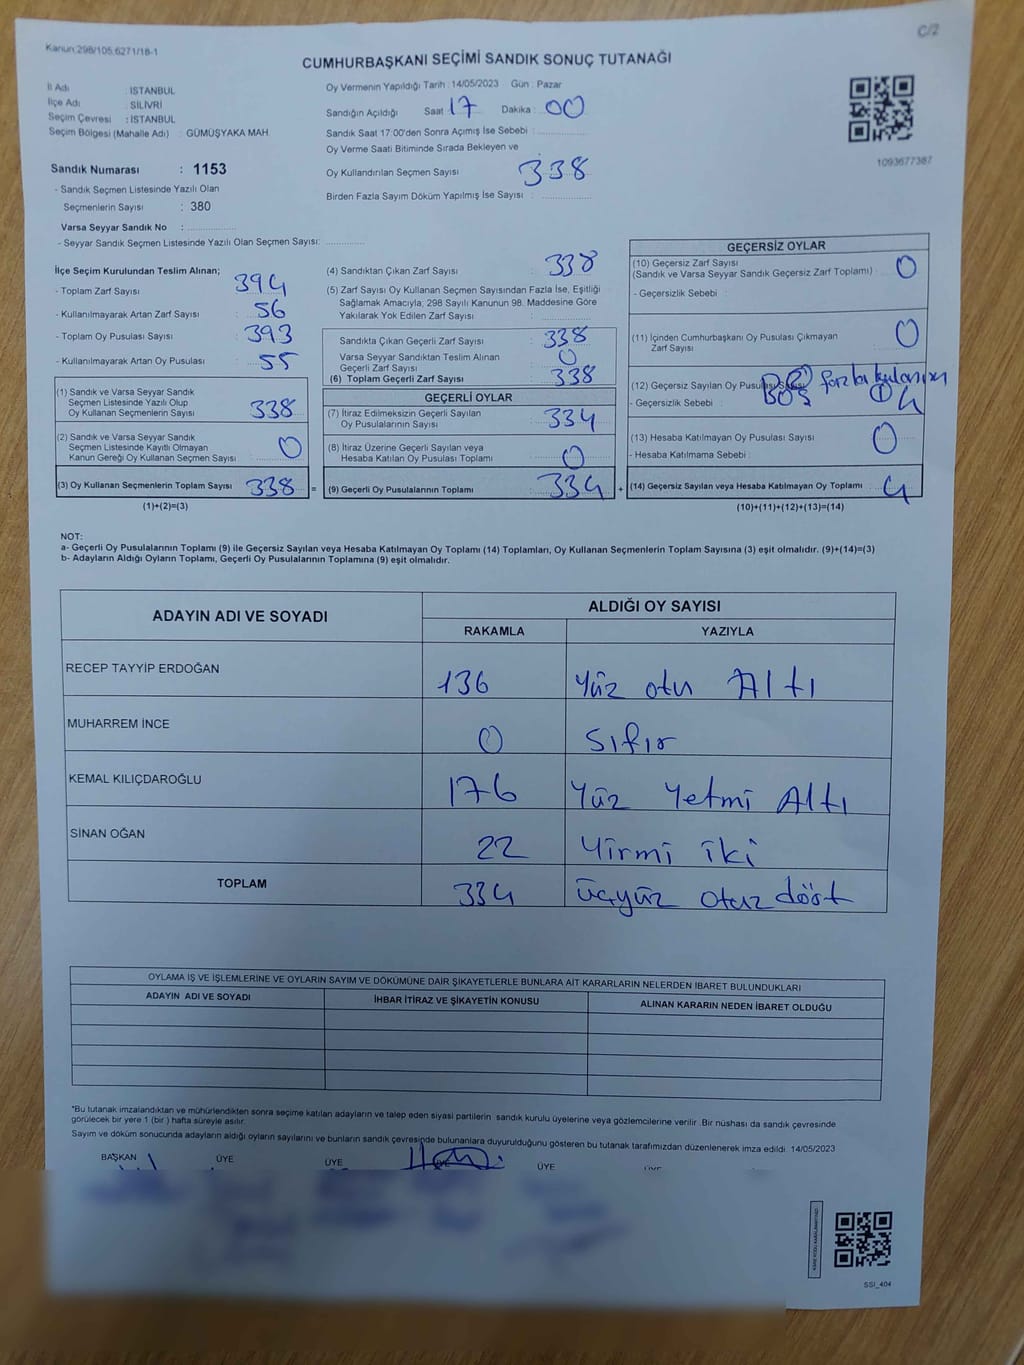 Kanun:298/105,6271/18-1
C/2
CUMHURBAŞKANI SEÇİMİ SANDIK SONUÇ TUTANAĞI
İl Adı : İSTANBUL
İlçe Adı : SİLİVRİ
Seçim Çevresi : İSTANBUL
Seçim Bölgesi (Mahalle Adı) : GÜMÜŞYAKA MAH
Sandık Numarası : 1153
- Sandık Seçmen Listesinde Yazılı Olan
Seçmenlerin Sayısı : 380
Varsa Seyyar Sandık No :
- Seyyar Sandık Seçmen Listesinde Yazılı Olan Seçmen Sayısı:
Oy Vermenin Yapıldığı Tarih : 14/05/2023 Gün : Pazar
Sandığın Açıldığı Saat : 17 Dakika : 00
Sandık Saat 17:00'den Sonra Açımış İse Sebebi :
Oy Verme Saati Bitiminde Sırada Bekleyen ve
Oy Kullandırılan Seçmen Sayısı 338
Birden Fazla Sayım Döküm Yapılmış İse Sayısı :
1093677387
İlçe Seçim Kurulundan Teslim Alınan;
- Toplam Zarf Sayısı : 394
- Kullanılmayarak Artan Zarf Sayısı : 56
- Toplam Oy Pusulası Sayısı : 393
- Kullanılmayarak Artan Oy Pusulası : 55
(1) Sandık ve Varsa Seyyar Sandık
Seçmen Listesinde Yazılı Olup
Oy Kullanan Seçmenlerin Sayısı 338
(2) Sandık ve Varsa Seyyar Sandık
Seçmen Listesinde Kayıtlı Olmayan
Kanun Gereği Oy Kullanan Seçmen Sayısı 0
(3) Oy Kullanan Seçmenlerin Toplam Sayısı 338 =
(1)+(2)=(3)
(4) Sandıktan Çıkan Zarf Sayısı : 338
(5) Zarf Sayısı Oy Kullanan Seçmen Sayısından Fazla İse, Eşitliği
Sağlamak Amacıyla; 298 Sayılı Kanunun 98. Maddesine Göre
Yakılarak Yok Edilen Zarf Sayısı :
Sandıkta Çıkan Geçerli Zarf Sayısı : 338
Varsa Seyyar Sandıktan Teslim Alınan
Geçerli Zarf Sayısı : 0
(6) Toplam Geçerli Zarf Sayısı : 338
GEÇERLİ OYLAR
(7) İtiraz Edilmeksizin Geçerli Sayılan
Oy Pusulalarının Sayısı : 334
(8) İtiraz Üzerine Geçerli Sayılan veya
Hesaba Katılan Oy Pusulası Toplamı 0
(9) Geçerli Oy Pusulalarının Toplamı 334 +
GEÇERSİZ OYLAR
(10) Geçersiz Zarf Sayısı
(Sandık ve Varsa Seyyar Sandık Geçersiz Zarf Toplamı) : 0
- Geçersizlik Sebebi :
(11) İçinden Cumhurbaşkanı Oy Pusulası Çıkmayan
Zarf Sayısı 0
(12) Geçersiz Sayılan Oy Pusulası Sayısı fazla
- Geçersizlik Sebebi : BOŞ 1 4
(13) Hesaba Katılmayan Oy Pusulası Sayısı 0
- Hesaba Katılmama Sebebi :
(14) Geçersiz Sayılan veya Hesaba Katılmayan Oy Toplamı 4
(10)+(11)+(12)+(13)=(14)
NOT:
a- Geçerli Oy Pusulalarının Toplamı (9) ile Geçersiz Sayılan veya Hesaba Katılmayan Oy Toplamı (14) Toplamları, Oy Kullanan Seçmenlerin Toplam Sayısına (3) eşit olmalıdır. (9)+(14)=(3)
b- Adayların Aldığı Oyların Toplamı, Geçerli Oy Pusulalarının Toplamına (9) eşit olmalıdır.
ADAYIN ADI VE SOYADI
ALDIĞI OY SAYISI
RAKAMLA YAZIYLA
RECEP TAYYİP ERDOĞAN 136 Yüz otu Altı
MUHARREM İNCE 0 Sıfır
KEMAL KILIÇDAROĞLU 176 Yüz Yetmi Altı
SİNAN OĞAN 22 Yirmi iki
TOPLAM 334 üçyüz otuz dört
OYLAMA İŞ VE İŞLEMLERİNE VE OYLARIN SAYIM VE DÖKÜMÜNE DAİR ŞİKAYETLERLE BUNLARA AİT KARARLARIN NELERDEN İBARET BULUNDUKLARI
ADAYIN ADI VE SOYADI İHBAR İTİRAZ VE ŞİKAYETİN KONUSU ALINAN KARARIN NEDEN İBARET OLDUĞU
"Bu tutanak imzalandıktan ve mühürlendikten sonra seçime katılan adayların ve talep eden siyasi partilerin sandık kurulu üyelerine veya gözlemcilerine verilir .Bir nüshası da sandık çevresinde
görülecek bir yere 1 (bir ) hafta süreyle asılır.
Sayım ve döküm sonucunda adayların aldığı oyların sayılarını ve bunların sandık çevresinde bulunanlara duyurulduğunu gösteren bu tutanak tarafımızdan düzenlenerek imza edildi. 14/05/2023
BAŞKAN ÜYE ÜYE ÜYE ÜYE
SSİ_404